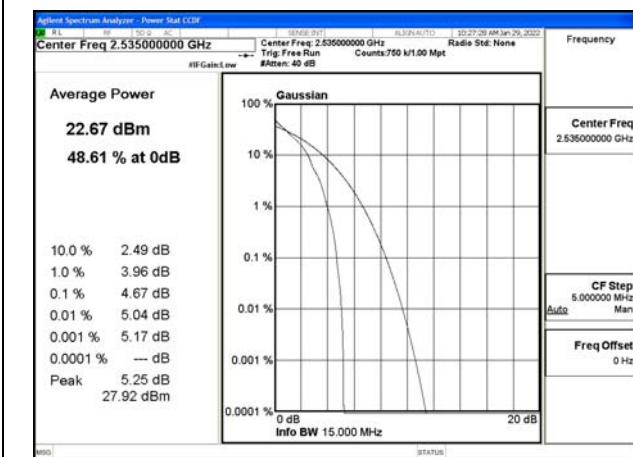 Agilent Spectrum Analyzer - Power Stat CCDF
RL RF 50 Ω AC SENSE:INT ALIGNAUTO 10:27:28 AM Jan 29, 2022
Center Freq 2.535000000 GHz
Center Freq: 2.535000000 GHz Radio Std: None
Trig: Free Run Counts:750 k/1.00 Mpt
#IFGain:Low #Atten: 40 dB
Frequency
Average Power
22.67 dBm
48.61 % at 0dB
10.0 % 2.49 dB
1.0 % 3.96 dB
0.1 % 4.67 dB
0.01 % 5.04 dB
0.001 % 5.17 dB
0.0001 % --- dB
Peak 5.25 dB
27.92 dBm
Gaussian
100 %
10 %
1 %
0.1 %
0.01 %
0.001 %
0.0001 %
0 dB 20 dB
Info BW 15.000 MHz
Center Freq
2.535000000 GHz
CF Step
5.000000 MHz
Auto Man
Freq Offset
0 Hz
MSG STATUS